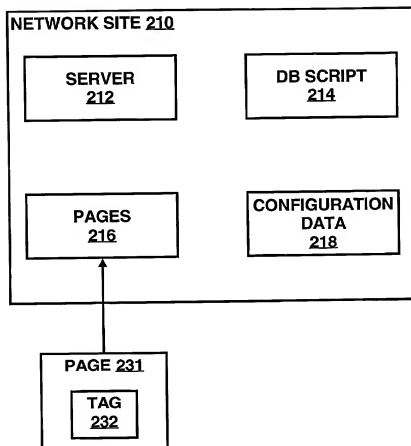 NETWORK SITE 210
SERVER
212
DB SCRIPT
214
PAGES
216
CONFIGURATION
DATA
218
PAGE 231
TAG
232